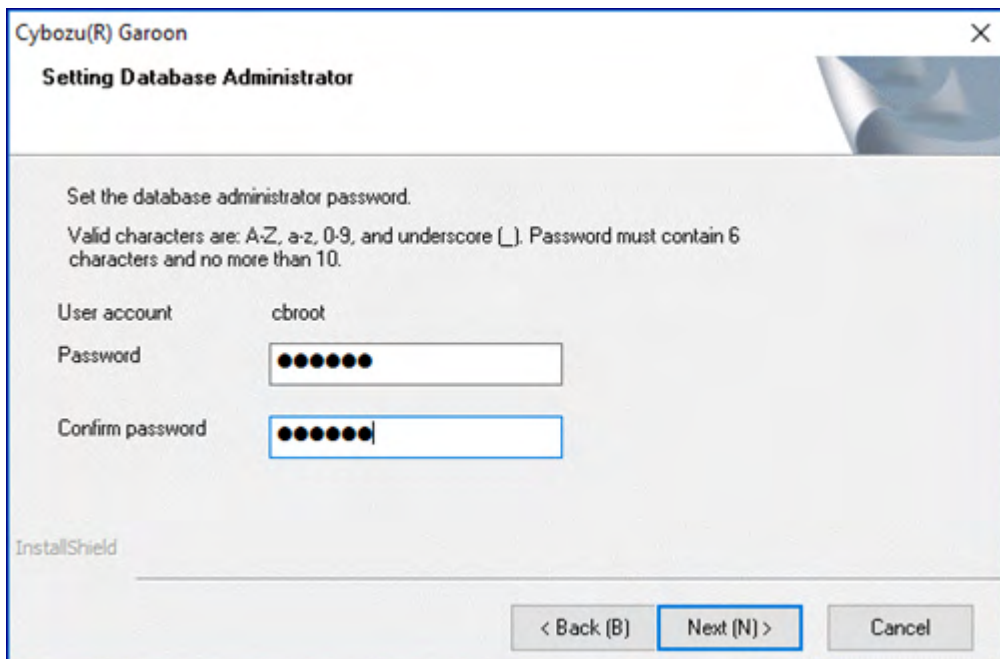 Cybozu(R) Garoon
Setting Database Administrator
Set the database administrator password.
Valid characters are: A-Z, a-z, 0-9, and underscore (_). Password must contain 6
characters and no more than 10.
User account cbroot
Password ●●●●●●
Confirm password ●●●●●●
InstallShield
< Back (B) Next (N) > Cancel